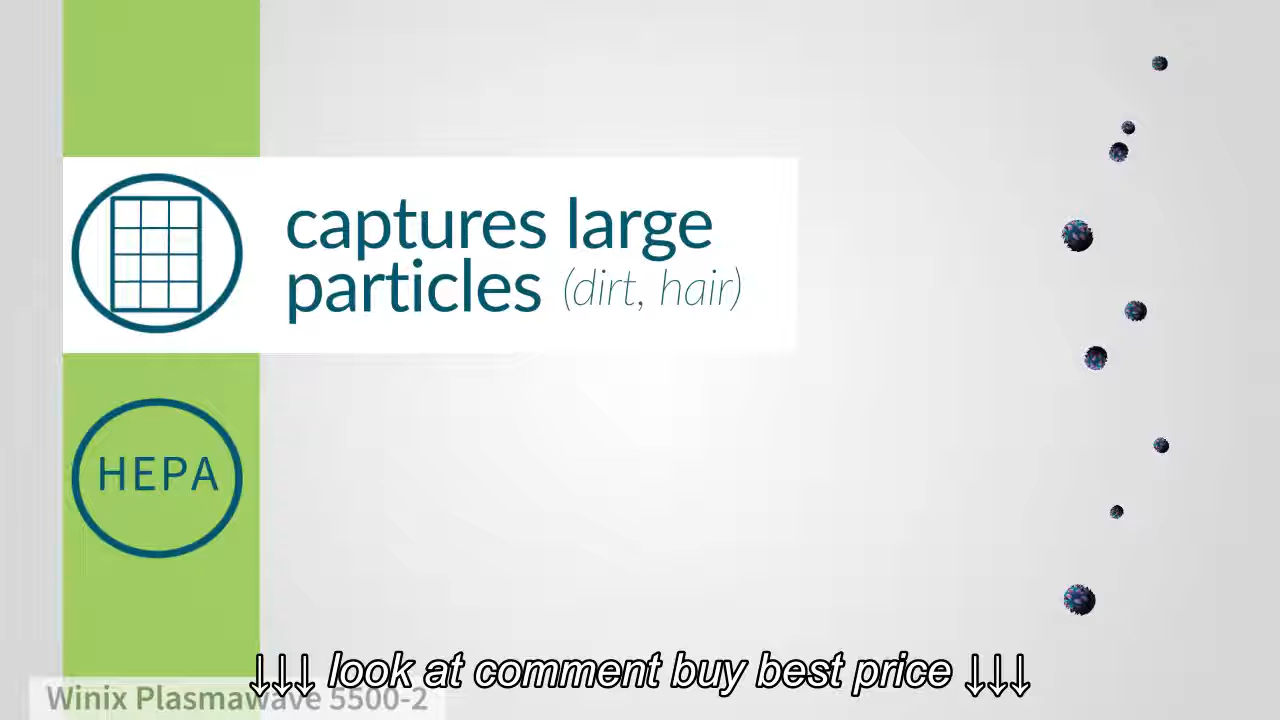 captures large
particles (dirt, hair)
HEPA
↓↓↓ look at comment buy best price ↓↓↓
Winix Plasmawave 5500-2